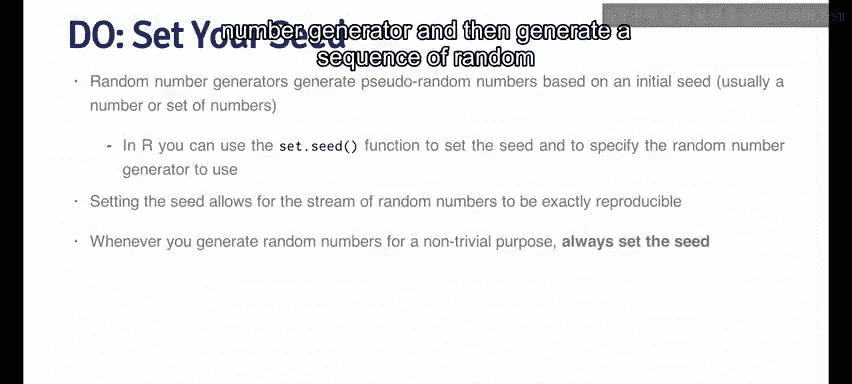 DO: Set Your Seed
number generator and then generate a
sequence of random
· Random number generators generate pseudo-random numbers based on an initial seed (usually a
number or set of numbers)
- In R you can use the set.seed() function to set the seed and to specify the random number
generator to use
· Setting the seed allows for the stream of random numbers to be exactly reproducible
· Whenever you generate random numbers for a non-trivial purpose, always set the seed